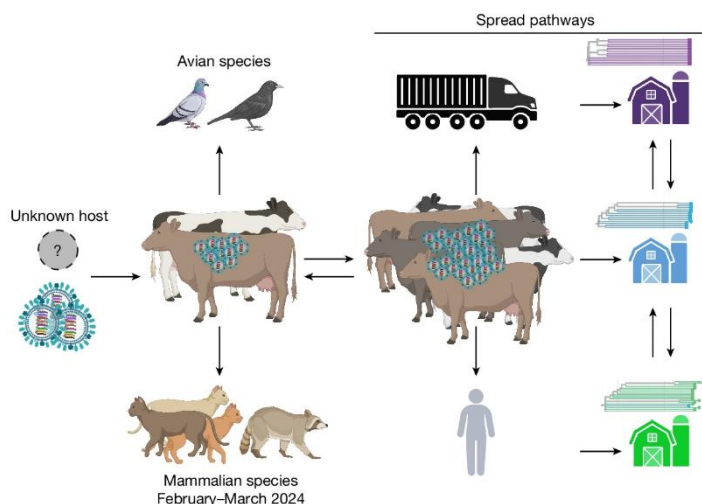 Spread pathways
Avian species
Unknown host
?
Mammalian species
February–March 2024